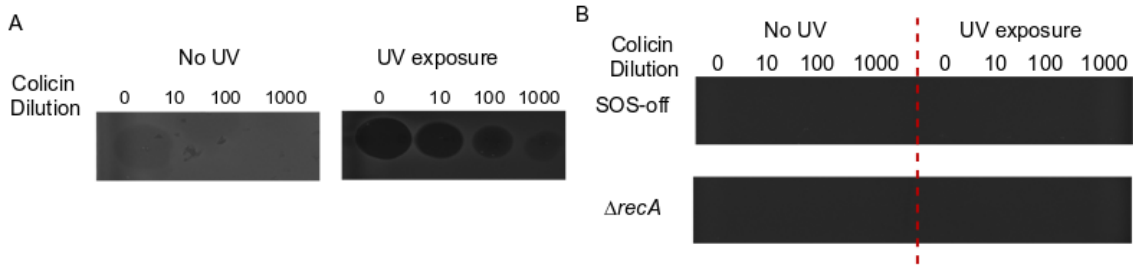 A
No UV
UV exposure
Colicin
Dilution
0 10 100 1000
0 10 100 1000
B
No UV
UV exposure
Colicin
Dilution
0 10 100 1000
0 10 100 1000
SOS-off
ΔrecA